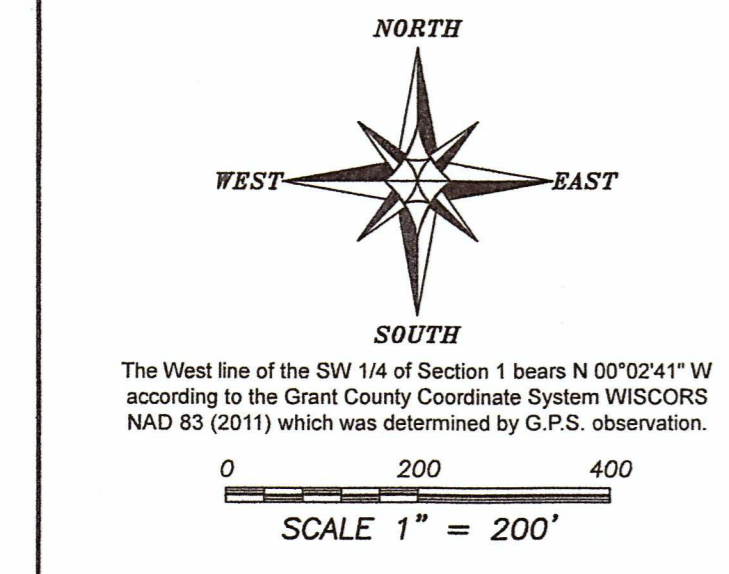 NORTH
WEST EAST
SOUTH
The West line of the SW 1/4 of Section 1 bears N 00°02'41" W
according to the Grant County Coordinate System WISCORS
NAD 83 (2011) which was determined by G.P.S. observation.
0 200 400
SCALE 1" = 200'